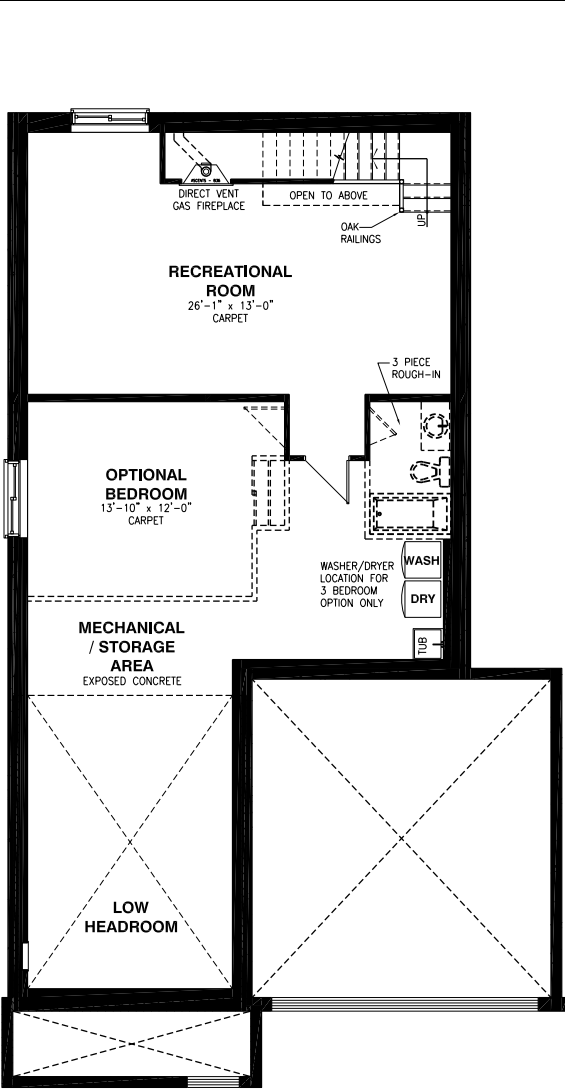 DIRECT VENT
GAS FIREPLACE
OPEN TO ABOVE
OAK
RAILINGS
UP
RECREATIONAL
ROOM
26'-1" x 13'-0"
CARPET
3 PIECE
ROUGH-IN
OPTIONAL
BEDROOM
13'-10" x 12'-0"
CARPET
WASHER/DRYER
LOCATION FOR
3 BEDROOM
OPTION ONLY
WASH
DRY
TUB
MECHANICAL
/ STORAGE
AREA
EXPOSED CONCRETE
LOW
HEADROOM